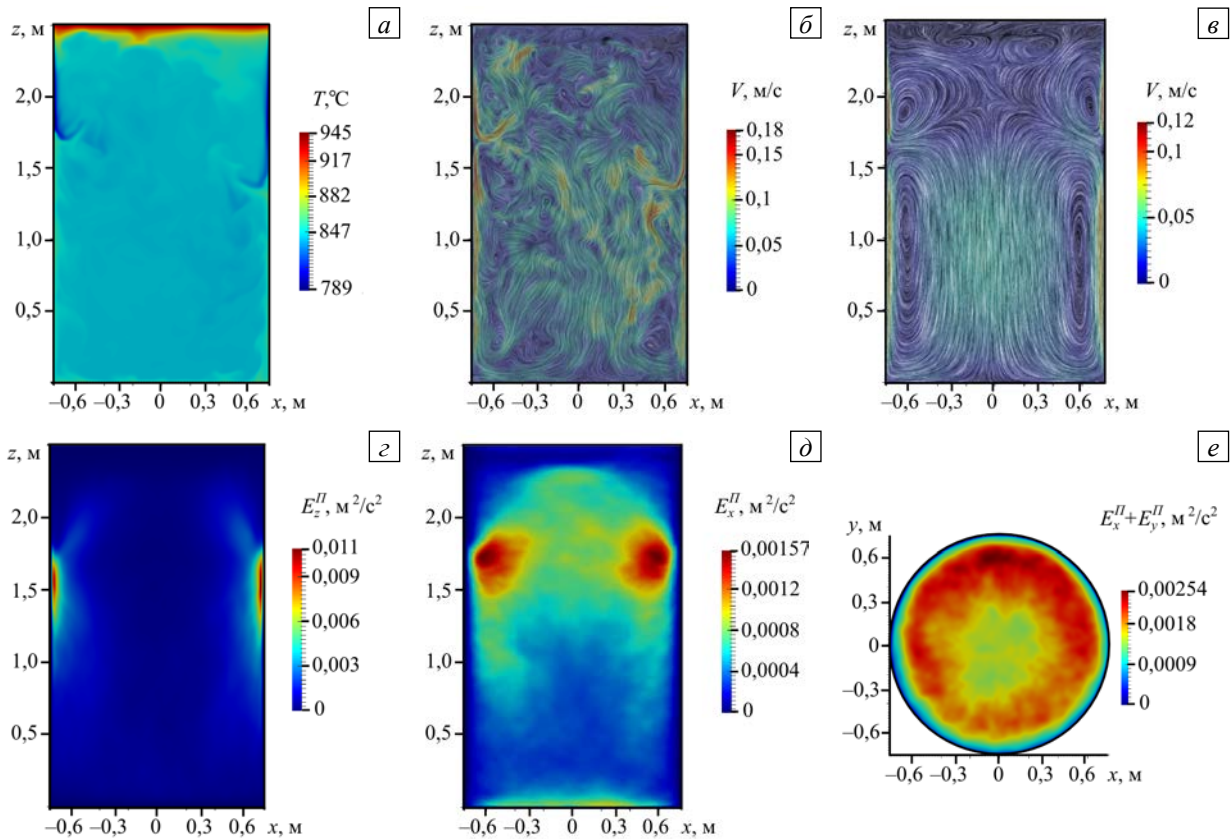 z, м
а
2,0
1,5
1,0
0,5
–0,6 –0,3 0 0,3 0,6 x, м
T,°C
945
917
882
847
789
z, м
б
2,0
1,5
1,0
0,5
–0,6 –0,3 0 0,3 0,6 x, м
V, м/с
0,18
0,15
0,1
0,05
0
z, м
в
2,0
1,5
1,0
0,5
–0,6 –0,3 0 0,3 0,6 x, м
V, м/с
0,12
0,1
0,05
0
z, м
г
2,0
1,5
1,0
0,5
–0,6 –0,3 0 0,3 0,6 x, м
E_z^П, м²/с²
0,011
0,009
0,006
0,003
0
z, м
д
2,0
1,5
1,0
0,5
–0,6 –0,3 0 0,3 0,6 x, м
E_x^П, м²/с²
0,00157
0,0012
0,0008
0,0004
0
е
y, м
0,6
0,3
0
–0,3
–0,6
–0,6 –0,3 0 0,3 0,6 x, м
E_x^П+E_y^П, м²/с²
0,00254
0,0018
0,0009
0